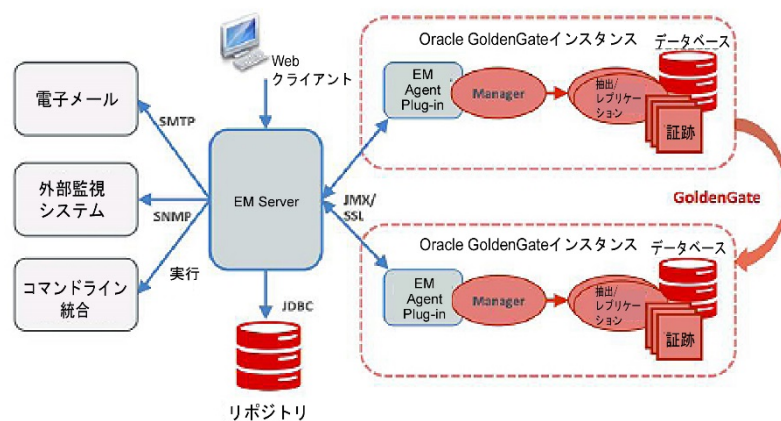 Web
クライアント
電子メール
SMTP
外部監視
システム
SNMP
コマンドライン
統合
実行
EM Server
JDBC
リポジトリ
JMX/
SSL
Oracle GoldenGateインスタンス
データベース
EM
Agent
Plug-in
Manager
抽出/
レプリケー
ション
証跡
GoldenGate
Oracle GoldenGateインスタンス
データベース
EM
Agent
Plug-in
Manager
抽出/
レプリケー
ション
証跡